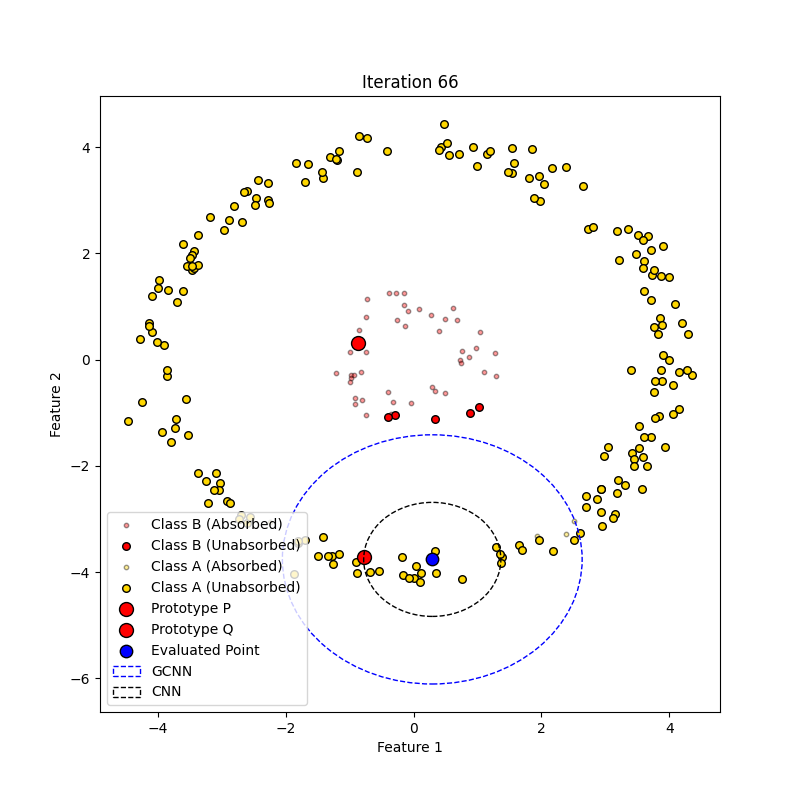 Iteration 66
4
2
0
−2
−4
−6
Feature 2
Class B (Absorbed)
Class B (Unabsorbed)
Class A (Absorbed)
Class A (Unabsorbed)
Prototype P
Prototype Q
Evaluated Point
GCNN
CNN
−4 −2 0 2 4
Feature 1